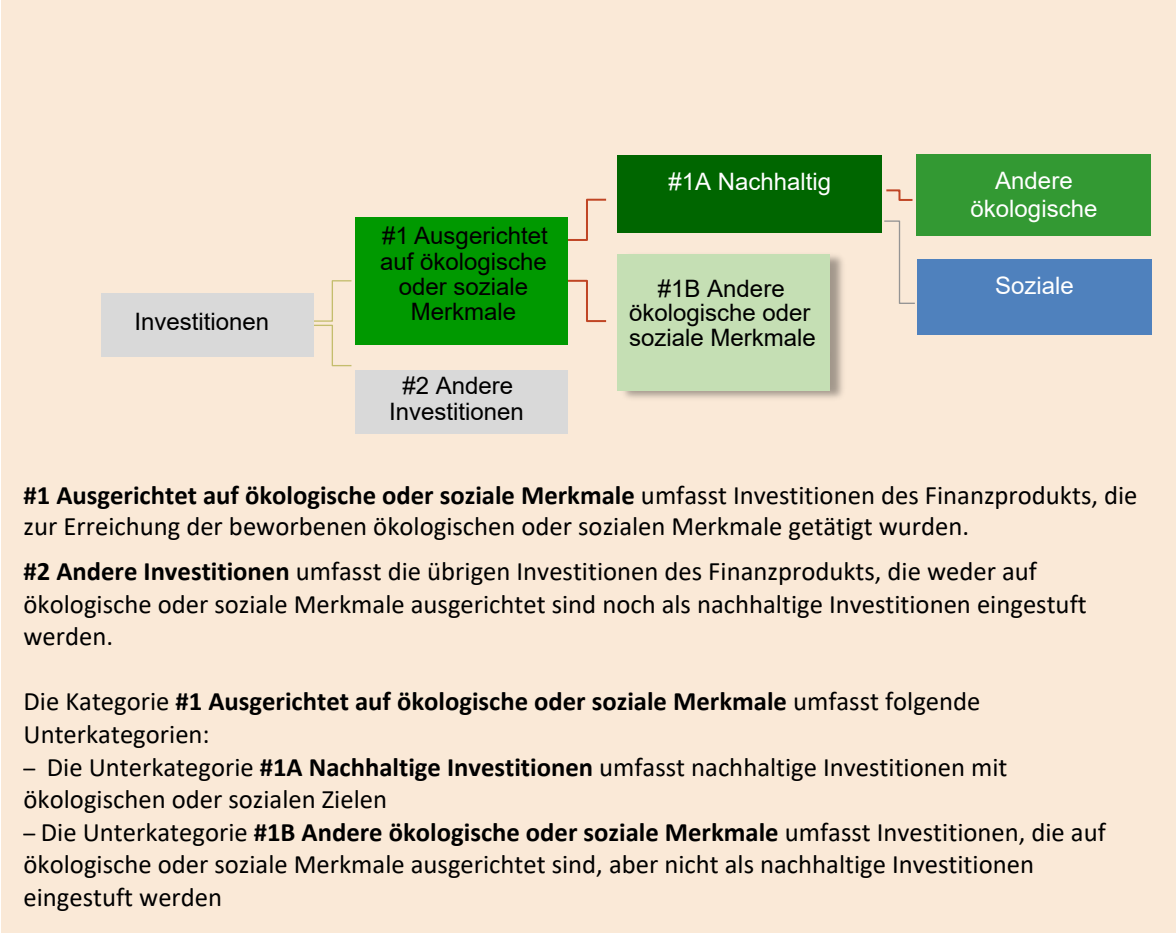 #1A Nachhaltig
Andere
ökologische
#1 Ausgerichtet
auf ökologische
oder soziale
Merkmale
#1B Andere
ökologische oder
soziale Merkmale
Soziale
Investitionen
#2 Andere
Investitionen
#1 Ausgerichtet auf ökologische oder soziale Merkmale umfasst Investitionen des Finanzprodukts, die
zur Erreichung der beworbenen ökologischen oder sozialen Merkmale getätigt wurden.
#2 Andere Investitionen umfasst die übrigen Investitionen des Finanzprodukts, die weder auf
ökologische oder soziale Merkmale ausgerichtet sind noch als nachhaltige Investitionen eingestuft
werden.
Die Kategorie #1 Ausgerichtet auf ökologische oder soziale Merkmale umfasst folgende
Unterkategorien:
– Die Unterkategorie #1A Nachhaltige Investitionen umfasst nachhaltige Investitionen mit
ökologischen oder sozialen Zielen
– Die Unterkategorie #1B Andere ökologische oder soziale Merkmale umfasst Investitionen, die auf
ökologische oder soziale Merkmale ausgerichtet sind, aber nicht als nachhaltige Investitionen
eingestuft werden